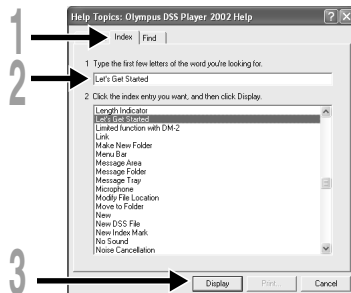 Help Topics: Olympus DSS Player 2002 Help
1
Index Find
1 Type the first few letters of the word you're looking for.
2
Let's Get Started
2 Click the index entry you want, and then click Display.
Length Indicator
Let's Get Started
Limited function with DM-2
Link
Make New Folder
Menu Bar
Message Area
Message Folder
Message Tray
Microphone
Modify File Location
Move to Folder
New
New DSS File
New Index Mark
No Sound
Noise Cancellation
3
Display Print... Cancel